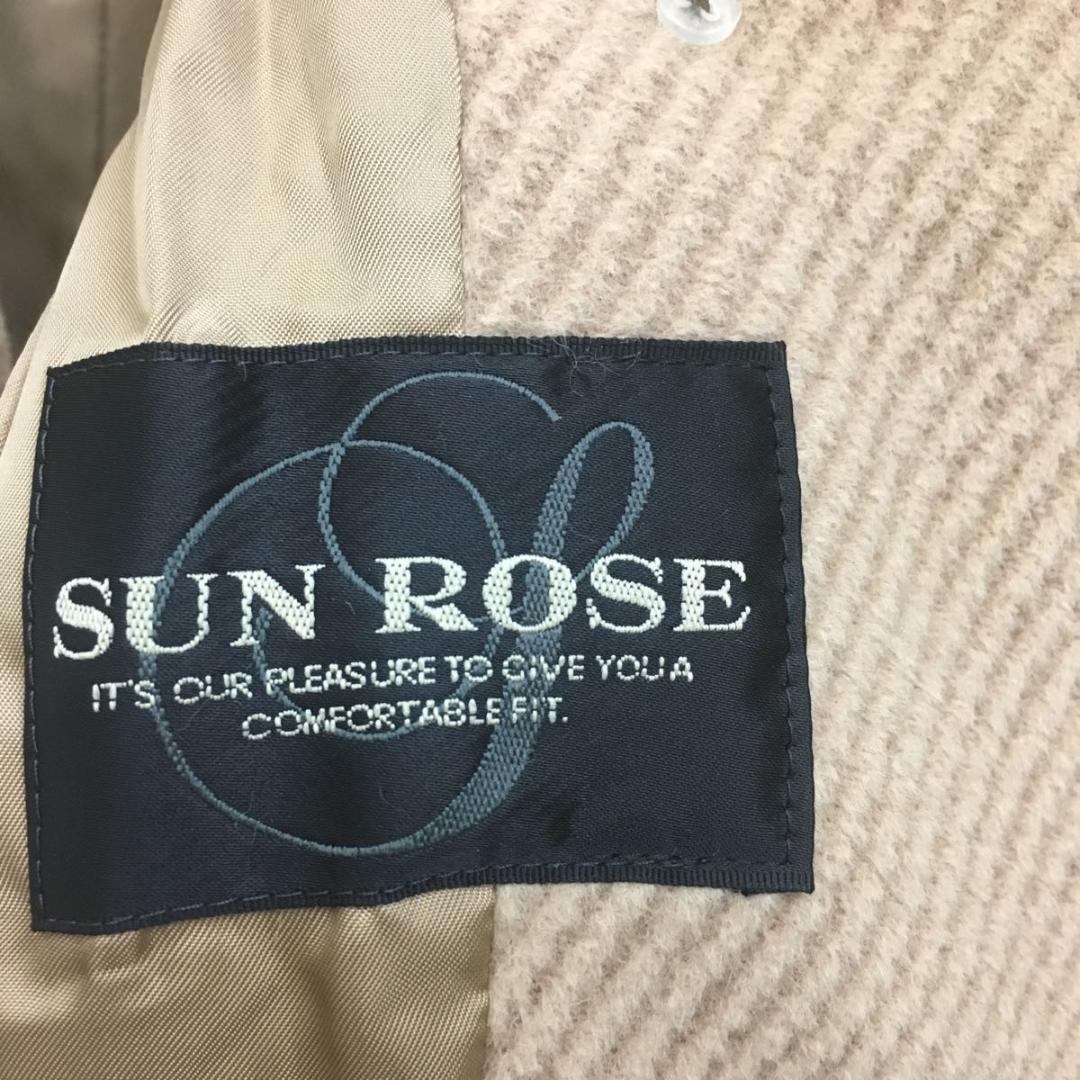 SUN ROSE
IT'S OUR PLEASURE TO GIVE YOU A
COMFORTABLE FIT.